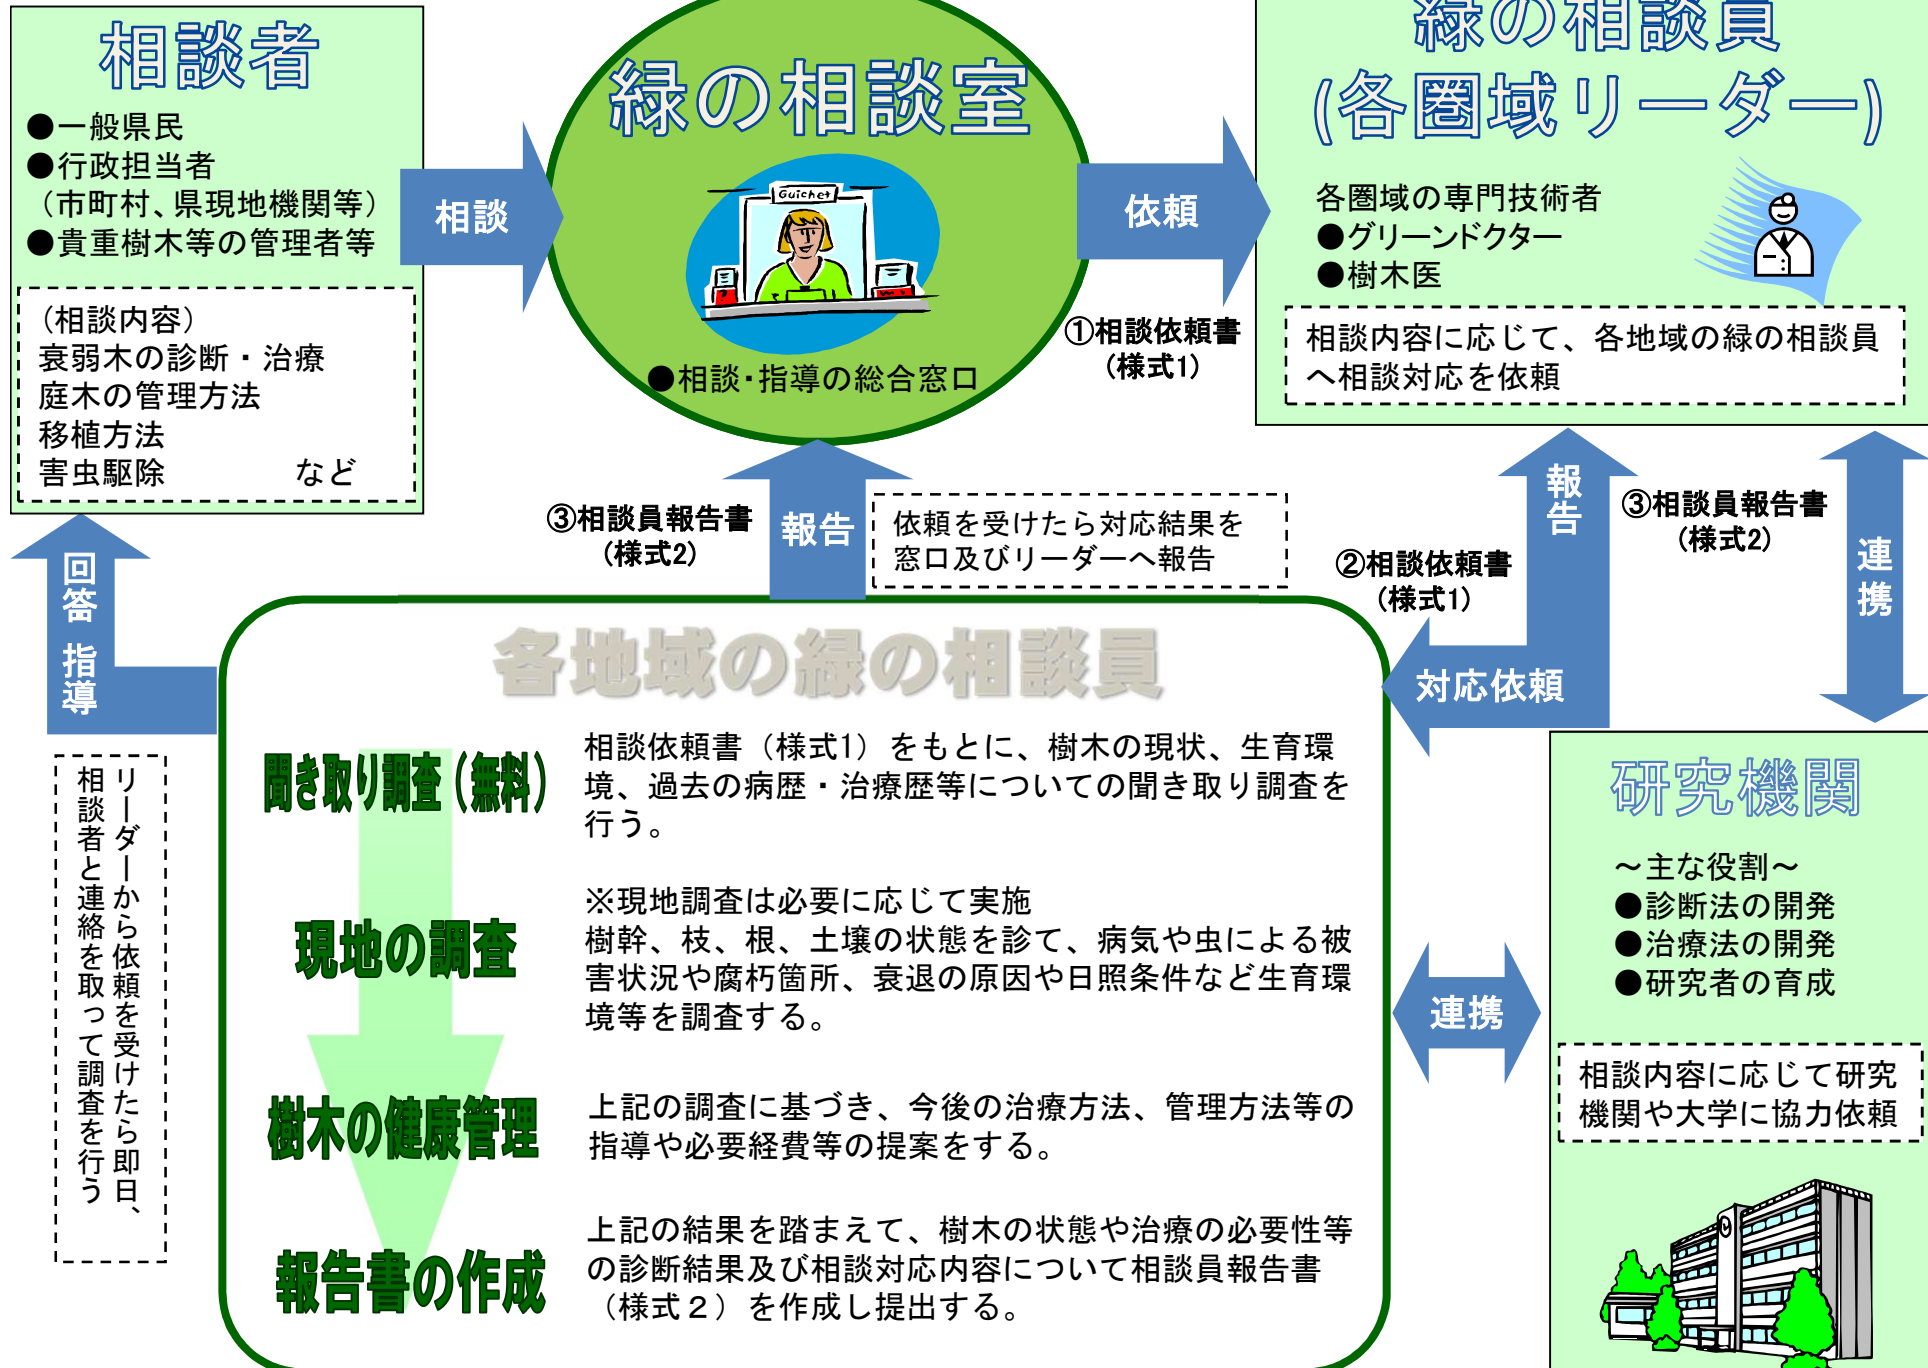 相談者
●一般県民
●行政担当者
（市町村、県現地機関等）
●貴重樹木等の管理者等
（相談内容）
衰弱木の診断・治療
庭木の管理方法
移植方法
害虫駆除　　　　など
相談
緑の相談室
Guichet
?
●相談・指導の総合窓口
依頼
①相談依頼書
(様式1)
緑の相談員
(各圏域リーダー)
各圏域の専門技術者
●グリーンドクター
●樹木医
相談内容に応じて、各地域の緑の相談員
へ相談対応を依頼
③相談員報告書
(様式2)
報告
依頼を受けたら対応結果を
窓口及びリーダーへ報告
報告
③相談員報告書
(様式2)
②相談依頼書
(様式1)
対応依頼
連携
回答 指導
リーダーから依頼を受けたら即日、
相談者と連絡を取って調査を行う
各地域の緑の相談員
聞き取り調査（無料）
相談依頼書（様式1）をもとに、樹木の現状、生育環
境、過去の病歴・治療歴等についての聞き取り調査を
行う。
現地の調査
※現地調査は必要に応じて実施
樹幹、枝、根、土壌の状態を診て、病気や虫による被
害状況や腐朽箇所、衰退の原因や日照条件など生育環
境等を調査する。
樹木の健康管理
上記の調査に基づき、今後の治療方法、管理方法等の
指導や必要経費等の提案をする。
報告書の作成
上記の結果を踏まえて、樹木の状態や治療の必要性等
の診断結果及び相談対応内容について相談員報告書
（様式２）を作成し提出する。
連携
研究機関
～主な役割～
●診断法の開発
●治療法の開発
●研究者の育成
相談内容に応じて研究
機関や大学に協力依頼